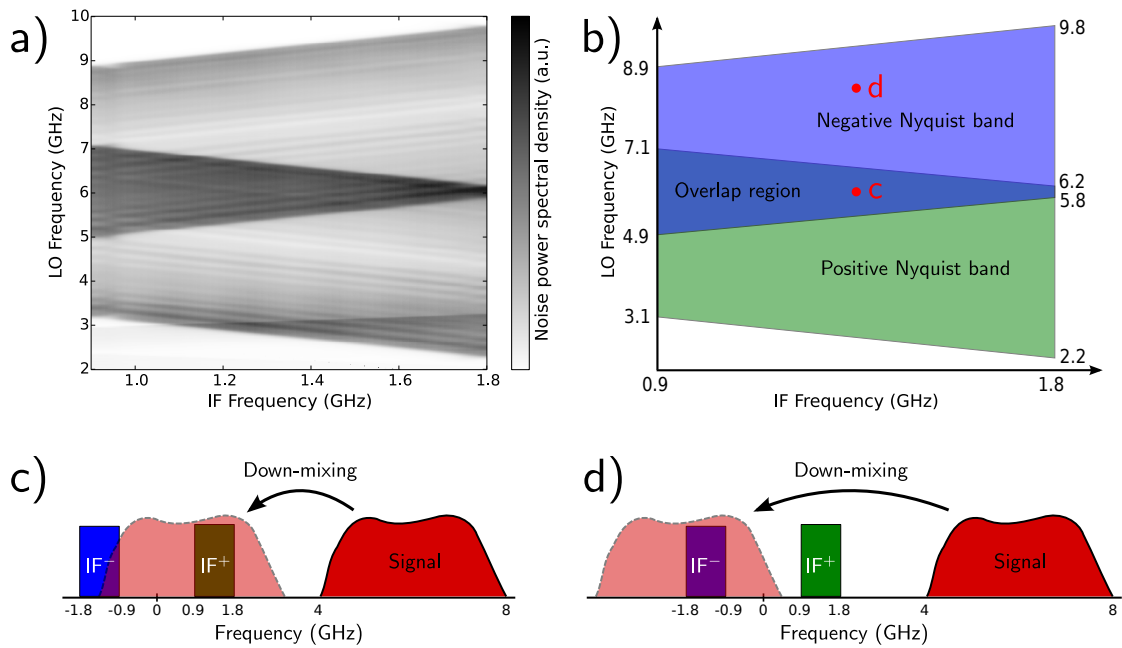 a)
10
9
8
7
6
5
4
3
2
LO Frequency (GHz)
1.0
1.2
1.4
1.6
1.8
IF Frequency (GHz)
Noise power spectral density (a.u.)
b)
LO Frequency (GHz)
8.9
7.1
4.9
3.1
9.8
6.2
5.8
2.2
d
Negative Nyquist band
Overlap region
c
Positive Nyquist band
0.9
1.8
IF Frequency (GHz)
c)
Down-mixing
IF⁻
IF⁺
Signal
-1.8
-0.9
0
0.9
1.8
4
8
Frequency (GHz)
d)
Down-mixing
IF⁻
IF⁺
Signal
-1.8
-0.9
0
0.9
1.8
4
8
Frequency (GHz)